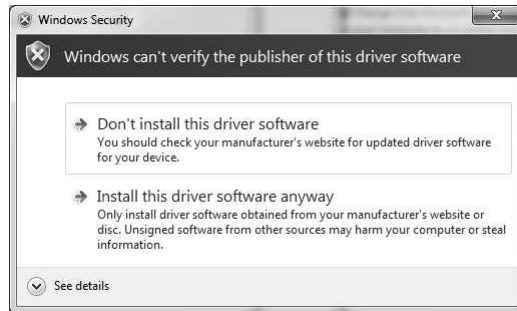 Windows Security
Windows can't verify the publisher of this driver software
Don't install this driver software
You should check your manufacturer's website for updated driver software
for your device.
Install this driver software anyway
Only install driver software obtained from your manufacturer's website or
disc. Unsigned software from other sources may harm your computer or steal
information.
See details